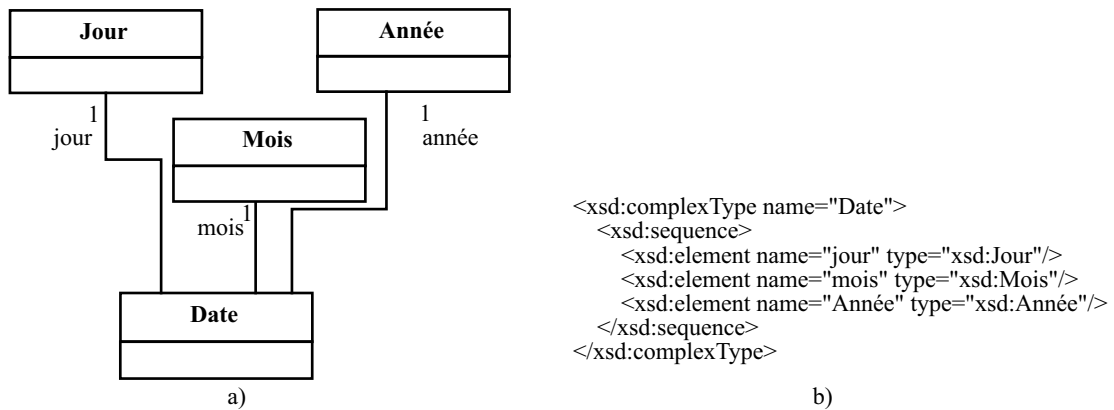 Jour
Année
1
jour
1
année
Mois
1
mois
Date
a)
<xsd:complexType name="Date">
<xsd:sequence>
<xsd:element name="jour" type="xsd:Jour"/>
<xsd:element name="mois" type="xsd:Mois"/>
<xsd:element name="Année" type="xsd:Année"/>
</xsd:sequence>
</xsd:complexType>
b)